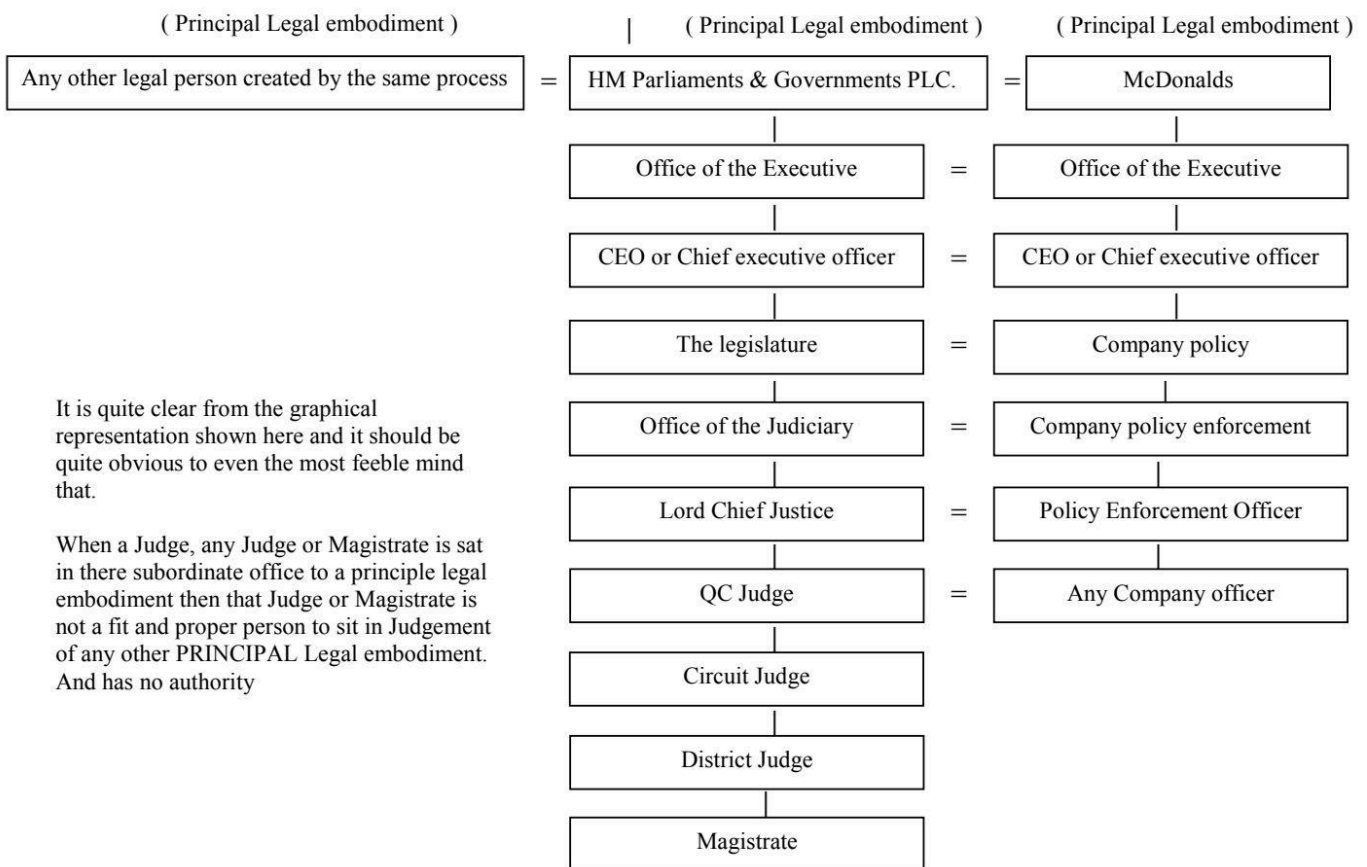 ( Principal Legal embodiment ) | ( Principal Legal embodiment ) ( Principal Legal embodiment )
Any other legal person created by the same process = HM Parliaments & Governments PLC. = McDonalds
Office of the Executive = Office of the Executive
CEO or Chief executive officer = CEO or Chief executive officer
The legislature = Company policy
Office of the Judiciary = Company policy enforcement
Lord Chief Justice = Policy Enforcement Officer
QC Judge = Any Company officer
Circuit Judge
District Judge
Magistrate
It is quite clear from the graphical
representation shown here and it should be
quite obvious to even the most feeble mind
that.
When a Judge, any Judge or Magistrate is sat
in there subordinate office to a principle legal
embodiment then that Judge or Magistrate is
not a fit and proper person to sit in Judgement
of any other PRINCIPAL Legal embodiment.
And has no authority